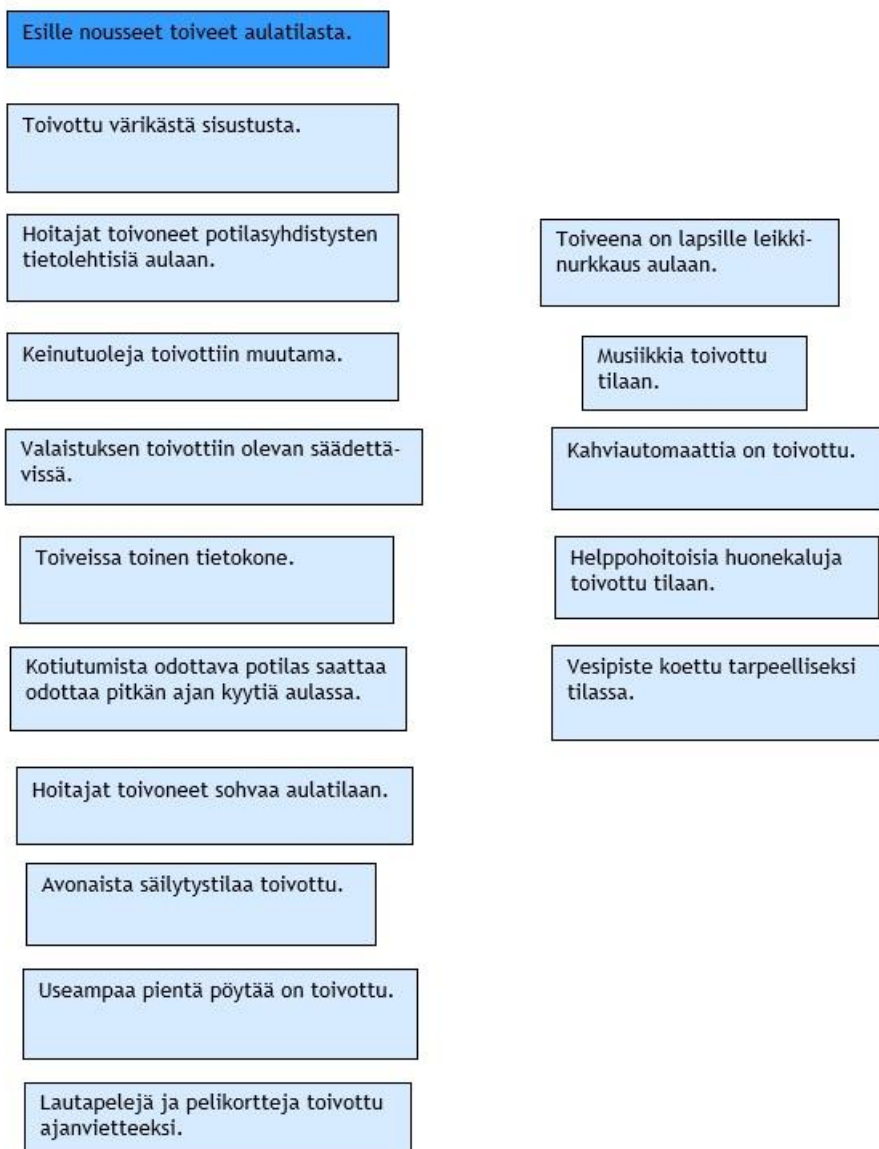 Esille nousseet toiveet aulatilasta.
Toivottu värikästä sisustusta.
Hoitajat toivoneet potilasyhdistysten
tietolehtisiä aulaan.
Keinutuoleja toivottiin muutama.
Valaistuksen toivottiin olevan säädettä-
vissä.
Toiveissa toinen tietokone.
Kotiutumista odottava potilas saattaa
odottaa pitkän ajan kyytiä aulassa.
Hoitajat toivoneet sohvaa aulatilaan.
Avonaista säilytystilaa toivottu.
Useampaa pientä pöytää on toivottu.
Lautapelejä ja pelikortteja toivottu
ajanvietteeksi.
Toiveena on lapsille leikki-
nurkkaus aulaan.
Musiikkia toivottu
tilaan.
Kahviautomaattia on toivottu.
Helppohoitoisia huonekaluja
toivottu tilaan.
Vesipiste koettu tarpeelliseksi
tilassa.